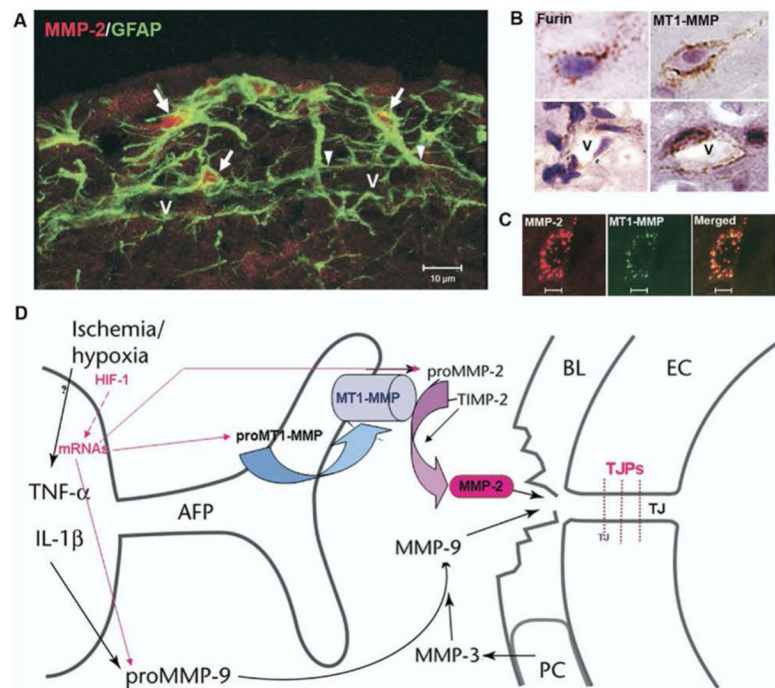 A
MMP-2/GFAP
V
V
10 µm
B
Furin
MT1-MMP
V
V
C
MMP-2
MT1-MMP
Merged
D
Ischemia/
hypoxia
?
HIF-1
mRNAs
TNF-α
IL-1β
proMMP-9
AFP
proMT1-MMP
MT1-MMP
proMMP-2
TIMP-2
MMP-2
MMP-9
MMP-3
PC
BL
EC
TJPs
TJ
TJ